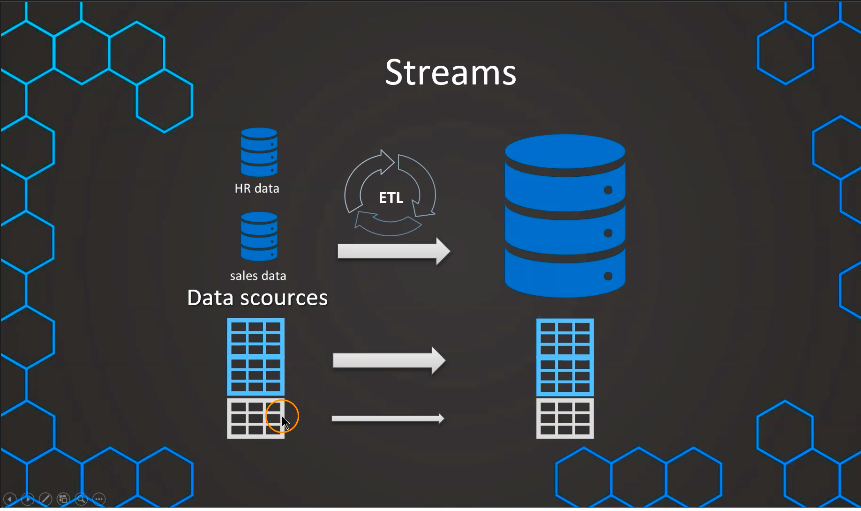 Streams
HR data
ETL
sales data
Data scources